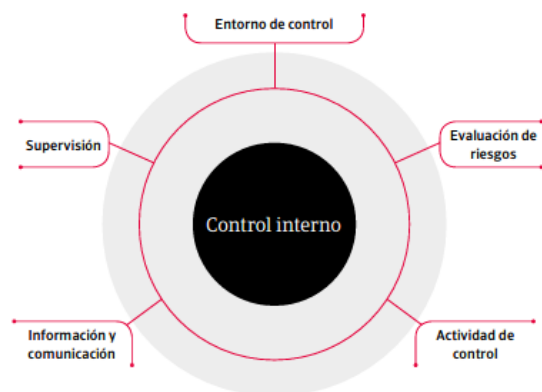 Entorno de control
Supervisión
Evaluación de
riesgos
Control interno
Información y
comunicación
Actividad de
control